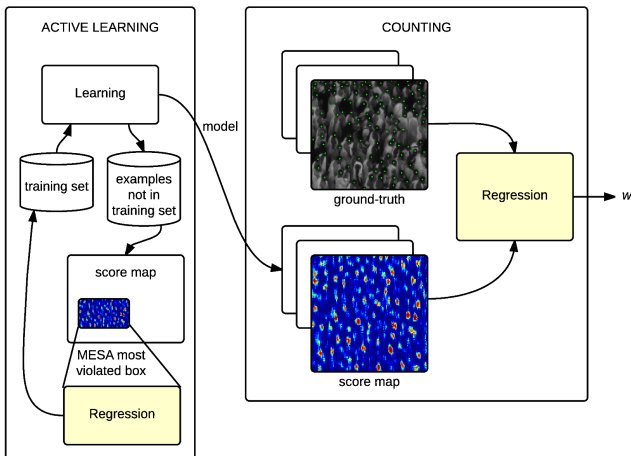 ACTIVE LEARNING
Learning
training set
examples
not in
training set
score map
MESA most
violated box
Regression
model
COUNTING
ground-truth
score map
Regression
w